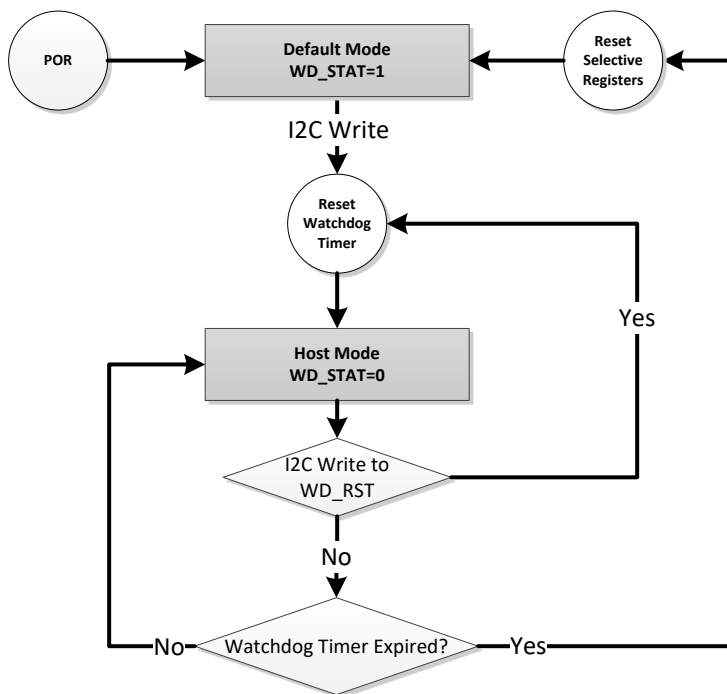 POR
Default Mode
WD_STAT=1
Reset
Selective
Registers
I2C Write
Reset
Watchdog
Timer
Yes
Host Mode
WD_STAT=0
I2C Write to
WD_RST
No
No
Watchdog Timer Expired?
Yes